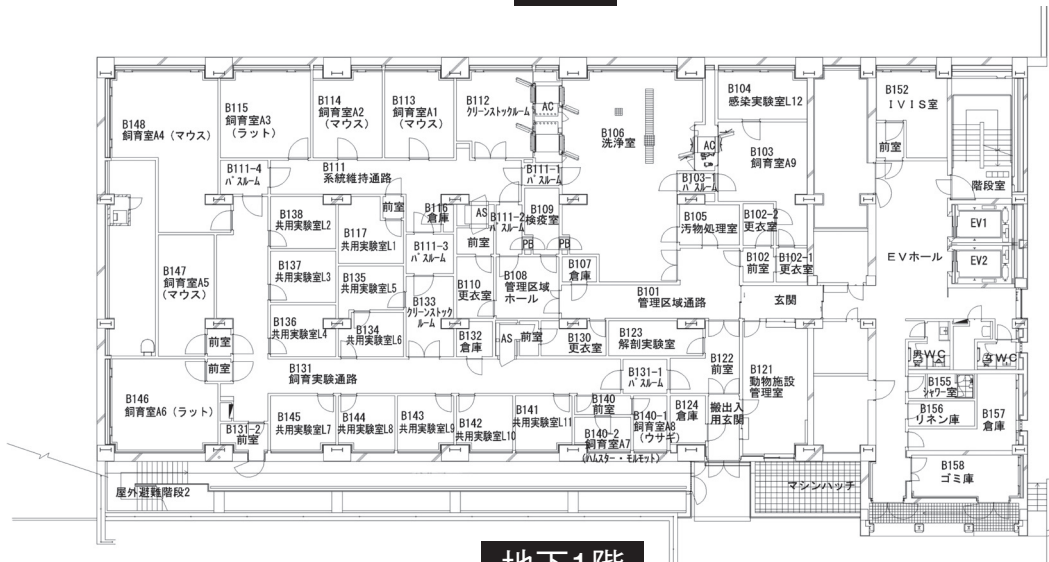 B148
飼育室A4（マウス）
B115
飼育室A3
（ラット）
B114
飼育室A2
（マウス）
B113
飼育室A1
（マウス）
B112
クリーンストックルーム
AC
B106
洗浄室
B104
感染実験室L12
AC
B103
飼育室A9
B152
ＩＶＩＳ室
前室
階段室
B111-4
パスルーム
B111
系統維持通路
B111-1
パスルーム
B103-1
パスルーム
前室
B116
倉庫
AS
B111-2
パスルーム
B109
検疫室
B138
共用実験室L2
B117
共用実験室L1
B111-3
パスルーム
前室
PB
PB
B105
汚物処理室
B102-2
更衣室
EV1
EV2
ＥＶホール
B147
飼育室A5
（マウス）
B137
共用実験室L3
B135
共用実験室L5
B133
クリーンストック
ルーム
B110
更衣室
B108
管理区域
ホール
B107
倉庫
B102
前室
B102-1
更衣室
B101
管理区域通路
玄関
B136
共用実験室L4
B134
共用実験室L6
B132
倉庫
AS
前室
B130
更衣室
B123
解剖実験室
前室
前室
B131
飼育実験通路
B131-1
パスルーム
B122
前室
B121
動物施設
管理室
男WC
女WC
B146
飼育室A6（ラット）
B131-2
前室
B145
共用実験室L7
B144
共用実験室L8
B143
共用実験室L9
B142
共用実験室L10
B141
共用実験室L11
B140
前室
B140-1
飼育室A8
（ウサギ）
B140-2
飼育室A7
（ハムスター・モルモット）
B124
倉庫
搬出入
用玄関
B155
シャワー室
B156
リネン庫
B157
倉庫
B158
ゴミ庫
屋外避難階段2
マシンハッチ
地下1階